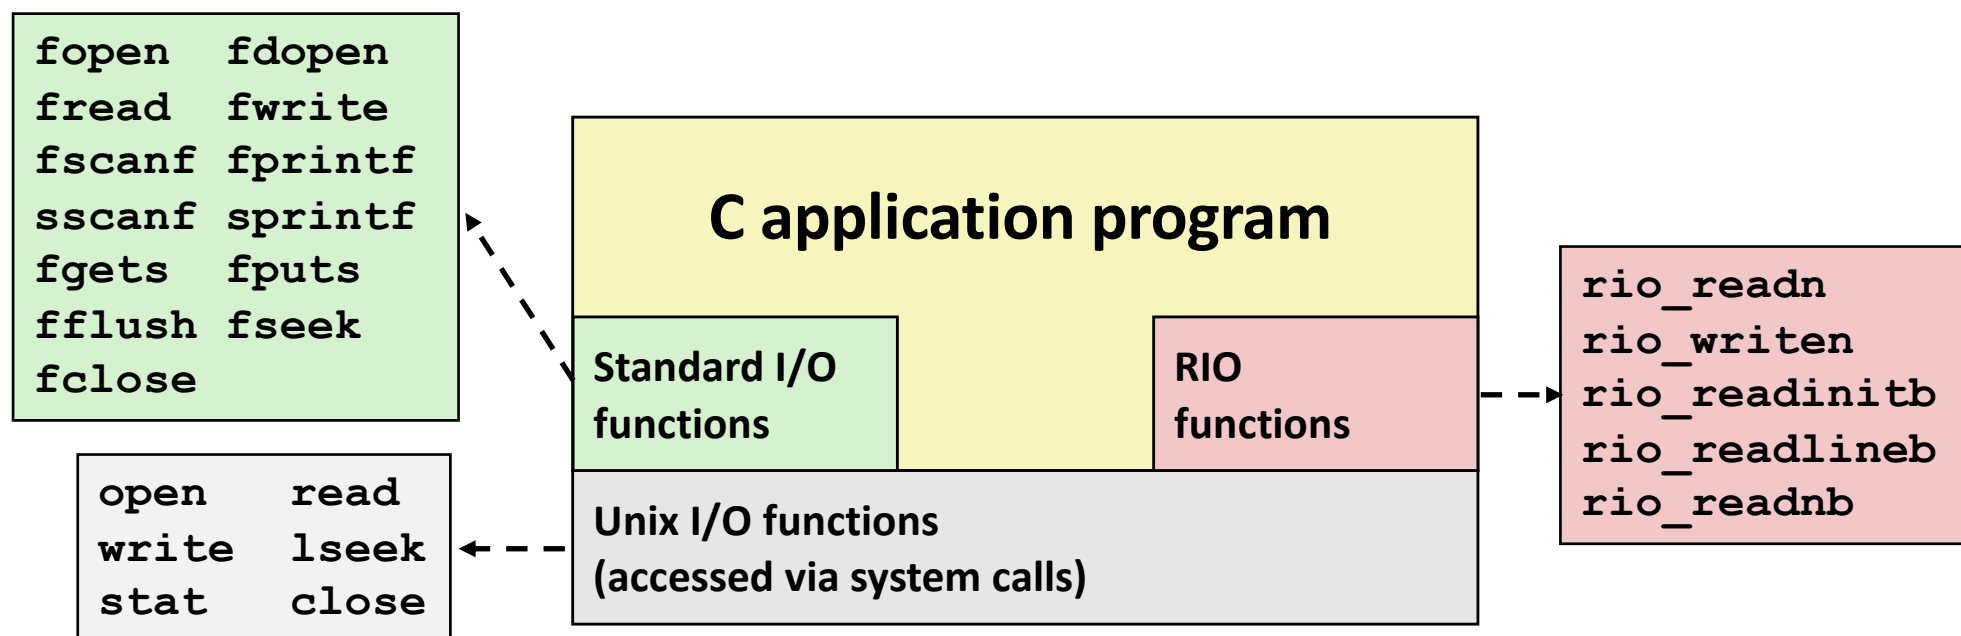 fopen fdopen
fread fwrite
fscanf fprintf
sscanf sprintf
fgets fputs
fflush fseek
fclose
C application program
Standard I/O
functions
RIO
functions
rio_readn
rio_writen
rio_readinitb
rio_readlineb
rio_readnb
open read
write lseek
stat close
Unix I/O functions
(accessed via system calls)